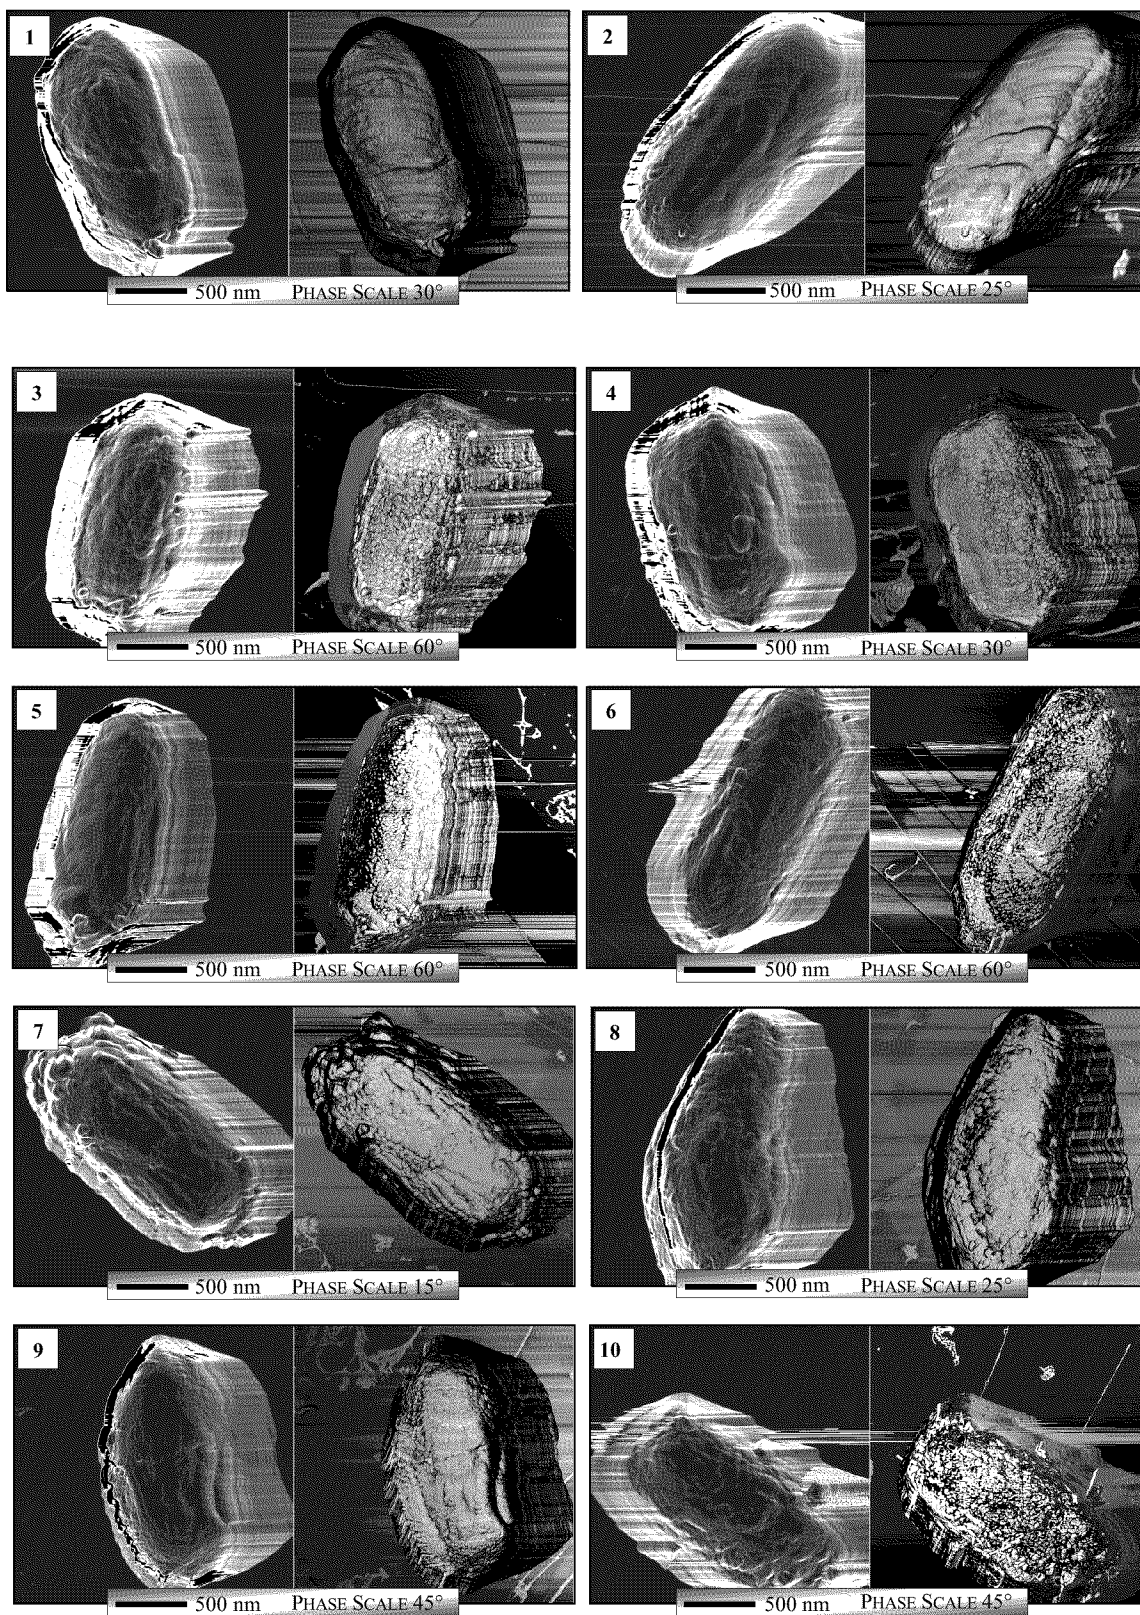 1
2
500 nm PHASE SCALE 30°
500 nm PHASE SCALE 25°
3
4
500 nm PHASE SCALE 60°
500 nm PHASE SCALE 30°
5
6
500 nm PHASE SCALE 60°
500 nm PHASE SCALE 60°
7
8
500 nm PHASE SCALE 15°
500 nm PHASE SCALE 25°
9
10
500 nm PHASE SCALE 45°
500 nm PHASE SCALE 45°